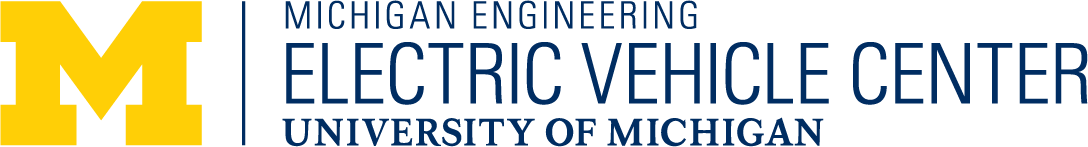 M
MICHIGAN ENGINEERING
ELECTRIC VEHICLE CENTER
UNIVERSITY OF MICHIGAN